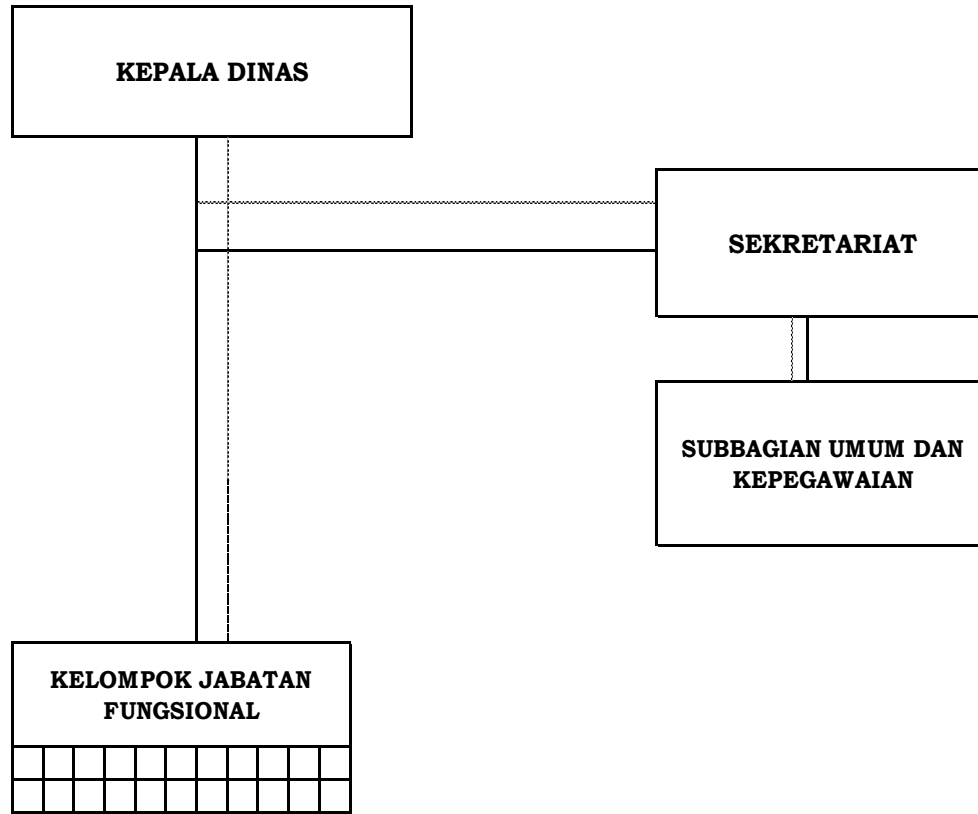 KEPALA DINAS
SEKRETARIAT
SUBBAGIAN UMUM DAN
KEPEGAWAIAN
KELOMPOK JABATAN
FUNGSIONAL